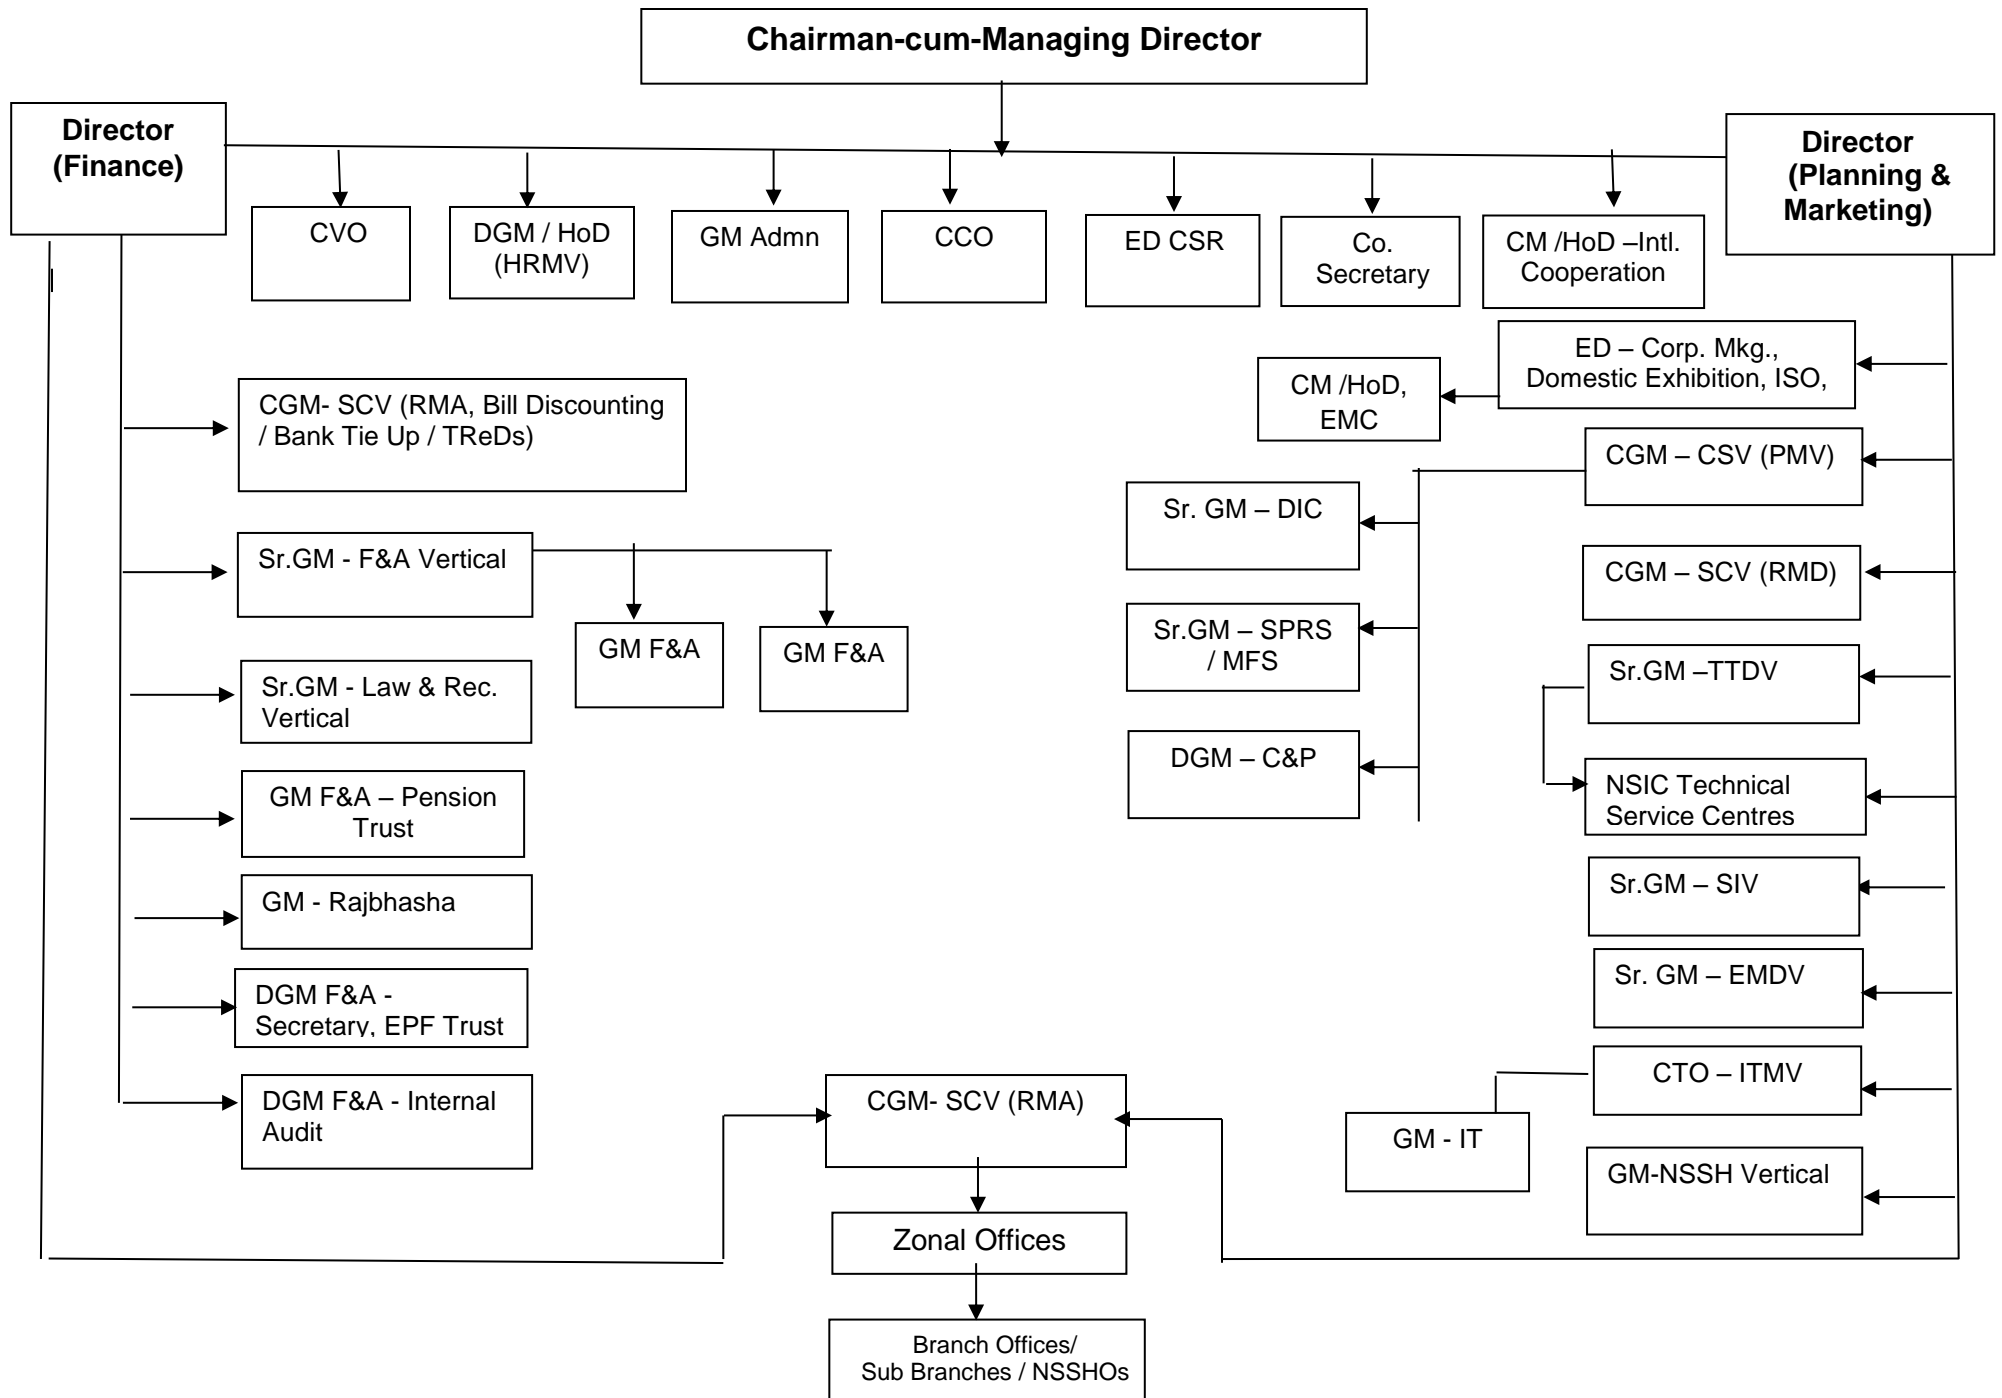 Chairman-cum-Managing Director
Director
(Finance)
Director
(Planning &
Marketing)
CVO
DGM / HoD
(HRMV)
GM Admn
CCO
ED CSR
Co.
Secretary
CM /HoD –Intl.
Cooperation
ED – Corp. Mkg.,
Domestic Exhibition, ISO,
CM /HoD,
EMC
CGM- SCV (RMA, Bill Discounting
/ Bank Tie Up / TReDs)
CGM – CSV (PMV)
Sr. GM – DIC
Sr.GM - F&A Vertical
CGM – SCV (RMD)
GM F&A
GM F&A
Sr.GM – SPRS
/ MFS
Sr.GM - Law & Rec.
Vertical
Sr.GM –TTDV
DGM – C&P
GM F&A – Pension
Trust
NSIC Technical
Service Centres
GM - Rajbhasha
Sr.GM – SIV
DGM F&A -
Secretary, EPF Trust
Sr. GM – EMDV
DGM F&A - Internal
Audit
CGM- SCV (RMA)
CTO – ITMV
GM - IT
GM-NSSH Vertical
Zonal Offices
Branch Offices/
Sub Branches / NSSHOs